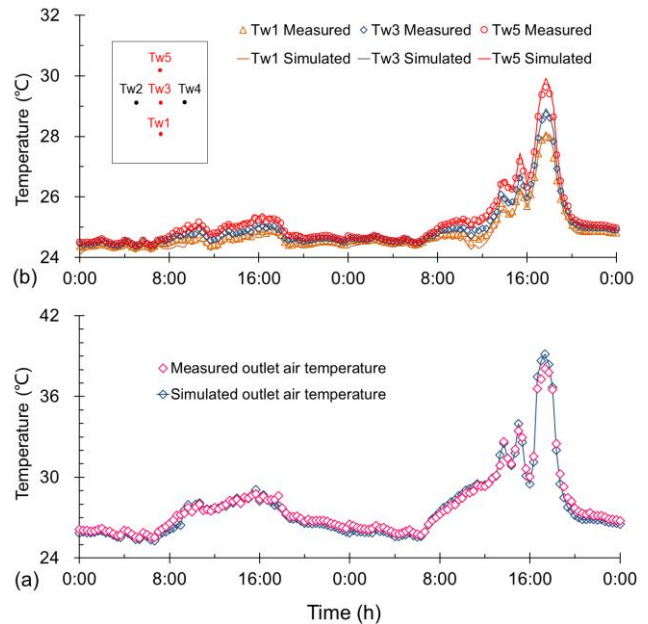 Tw1 Measured Tw3 Measured Tw5 Measured
Tw1 Simulated Tw3 Simulated Tw5 Simulated
32
30
28
26
24
Temperature (℃)
Tw5
Tw2 Tw3 Tw4
Tw1
(b)
0:00 8:00 16:00 0:00 8:00 16:00 0:00
42
36
30
24
Temperature (℃)
Measured outlet air temperature
Simulated outlet air temperature
(a)
0:00 8:00 16:00 0:00 8:00 16:00 0:00
Time (h)